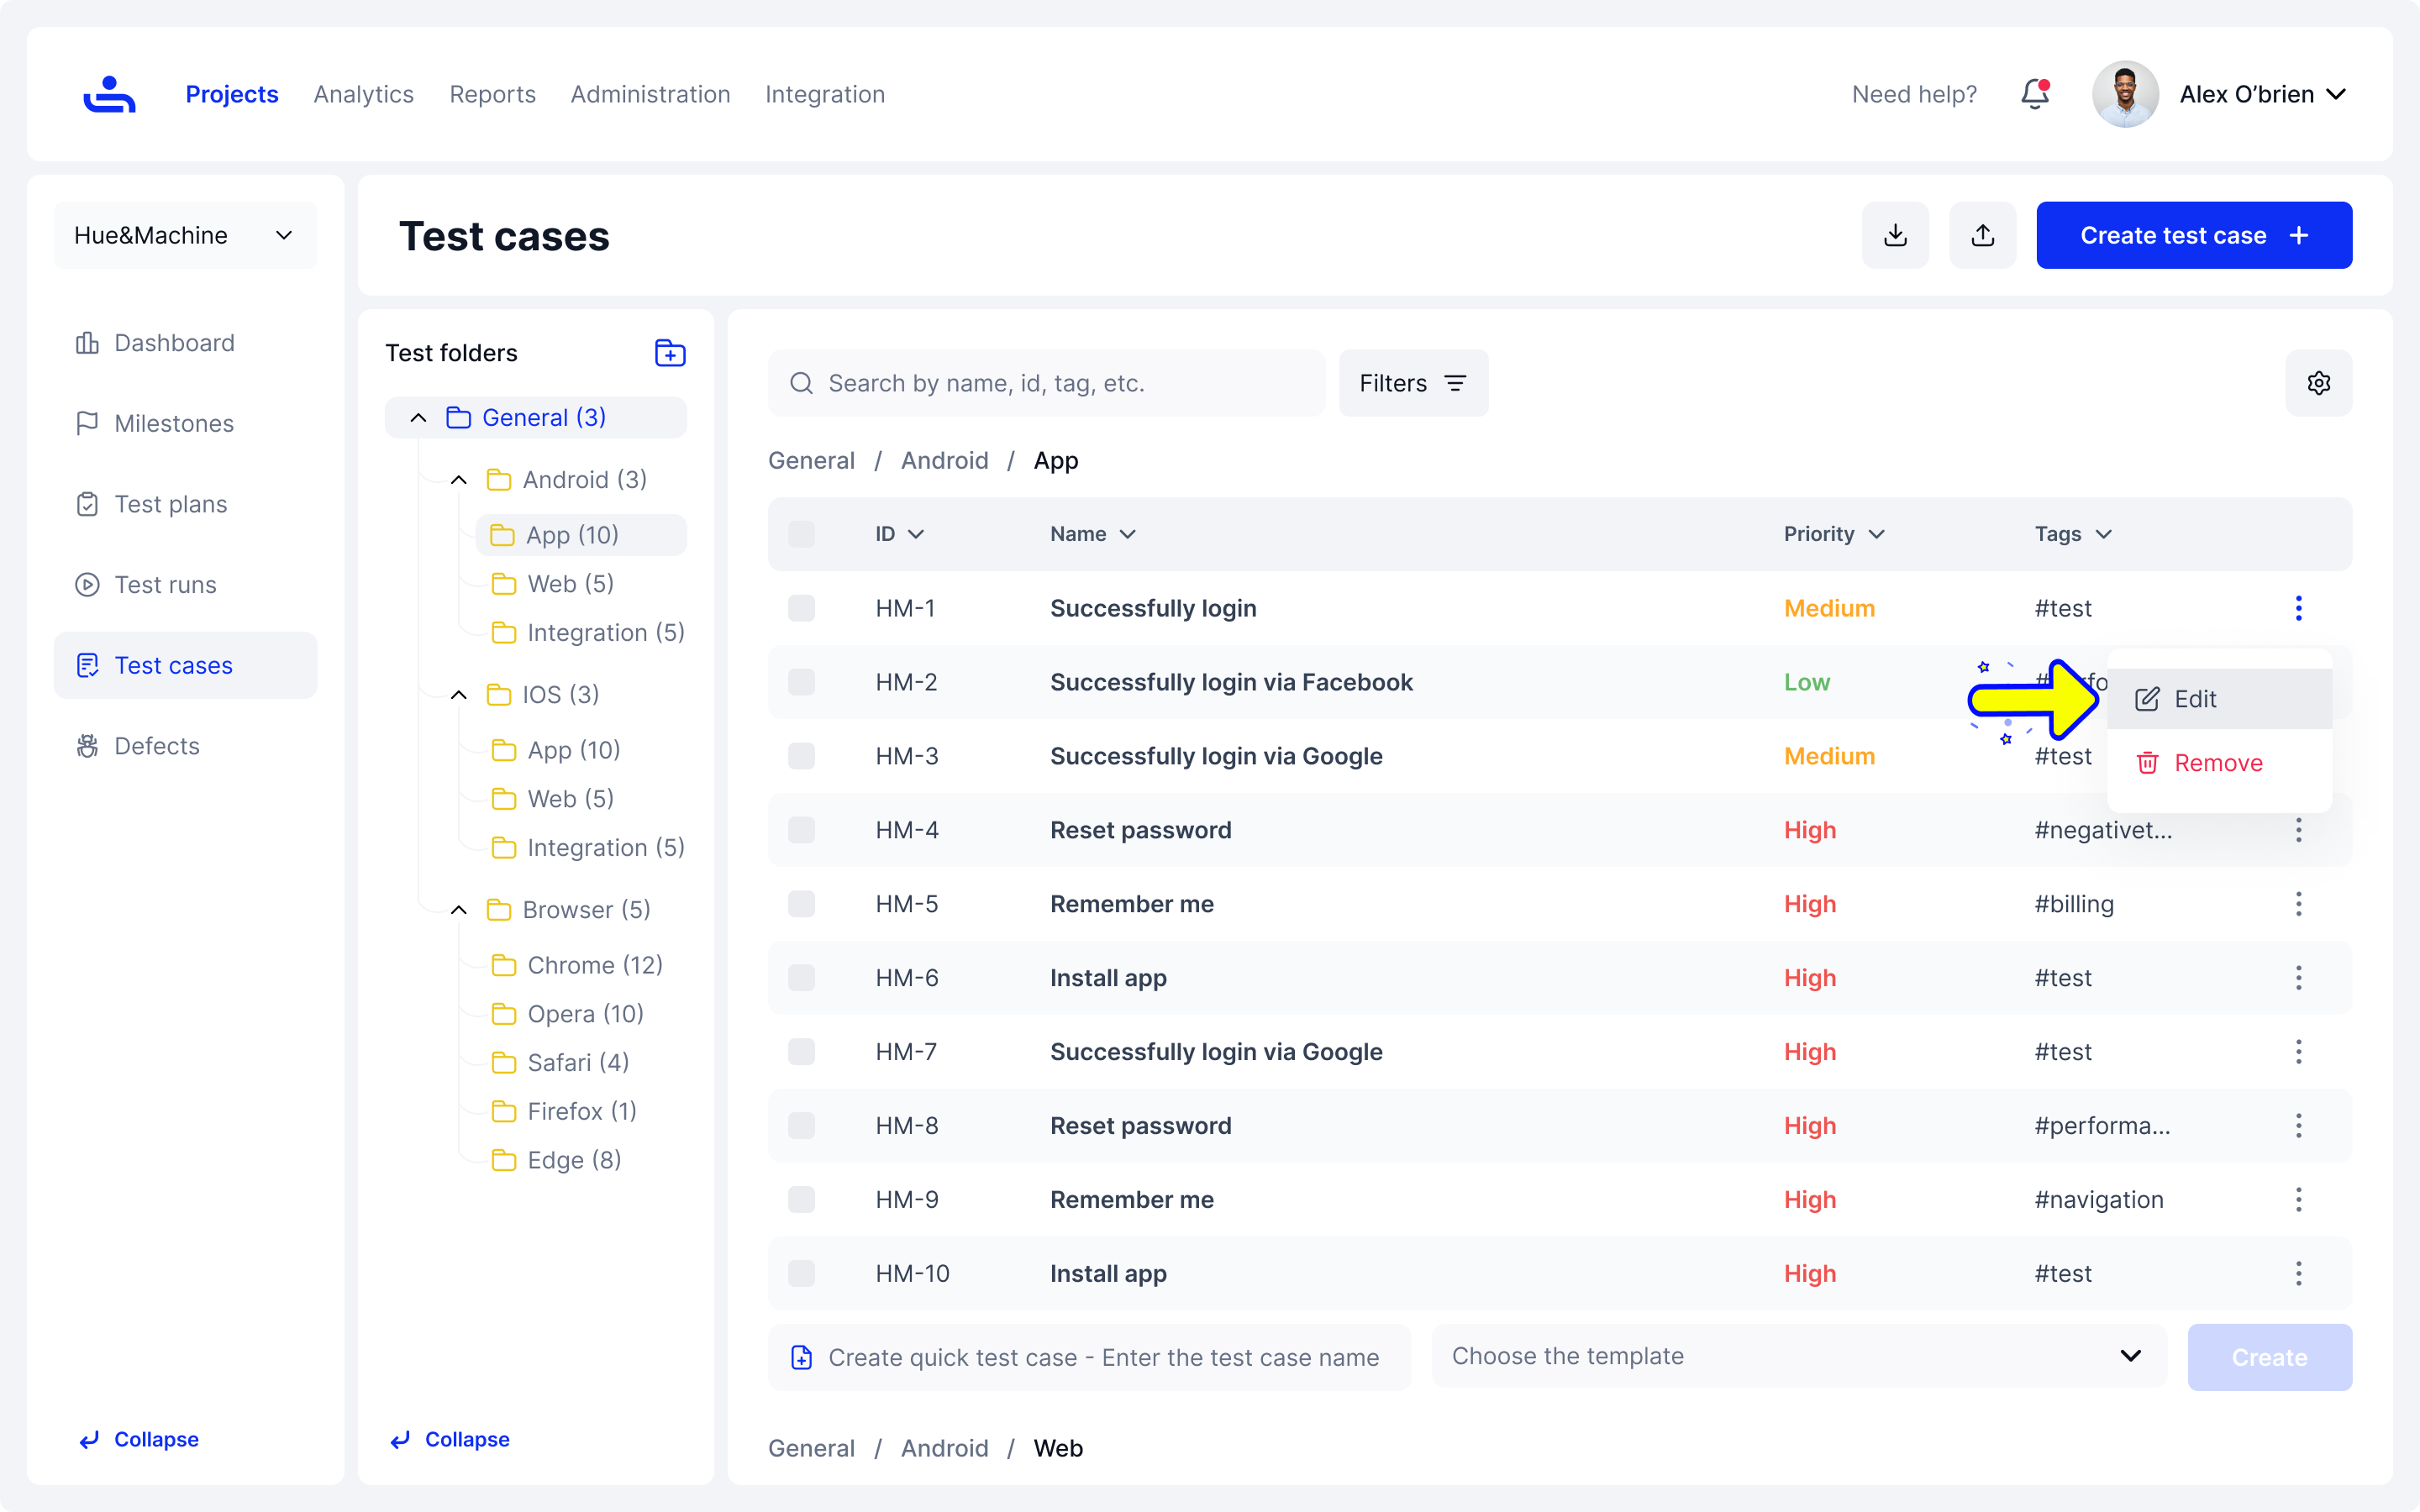 Projects Analytics Reports Administration Integration Need help? Alex O’brien
Hue&Machine
Dashboard
Milestones
Test plans
Test runs
Test cases
Defects
Collapse
Test cases
Create test case
Test folders
General (3)
Android (3)
App (10)
Web (5)
Integration (5)
IOS (3)
App (10)
Web (5)
Integration (5)
Browser (5)
Chrome (12)
Opera (10)
Safari (4)
Firefox (1)
Edge (8)
Collapse
Search by name, id, tag, etc. Filters
General / Android / App
ID Name Priority Tags
HM-1 Successfully login Medium #test
HM-2 Successfully login via Facebook Low
Edit
HM-3 Successfully login via Google Medium #test
Remove
HM-4 Reset password High #negativet...
HM-5 Remember me High #billing
HM-6 Install app High #test
HM-7 Successfully login via Google High #test
HM-8 Reset password High #performa...
HM-9 Remember me High #navigation
HM-10 Install app High #test
Create quick test case - Enter the test case name Choose the template Create
General / Android / Web